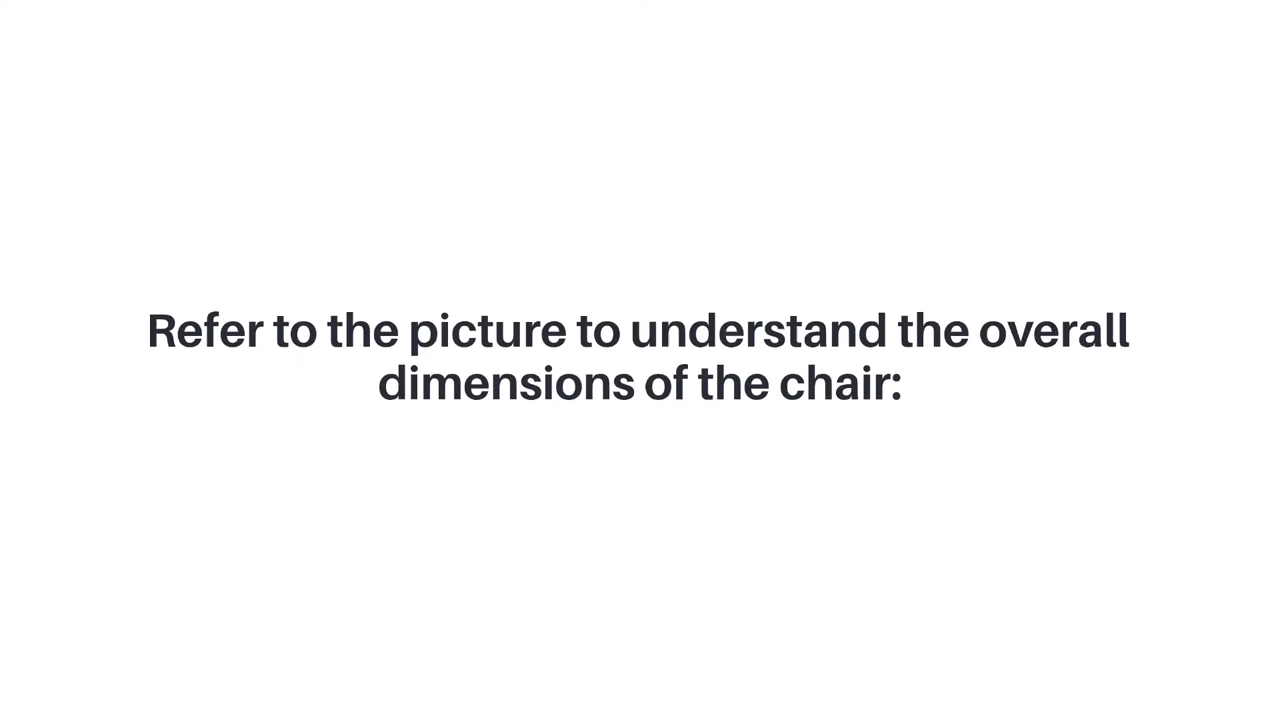 Refer to the picture to understand the overall
dimensions of the chair: